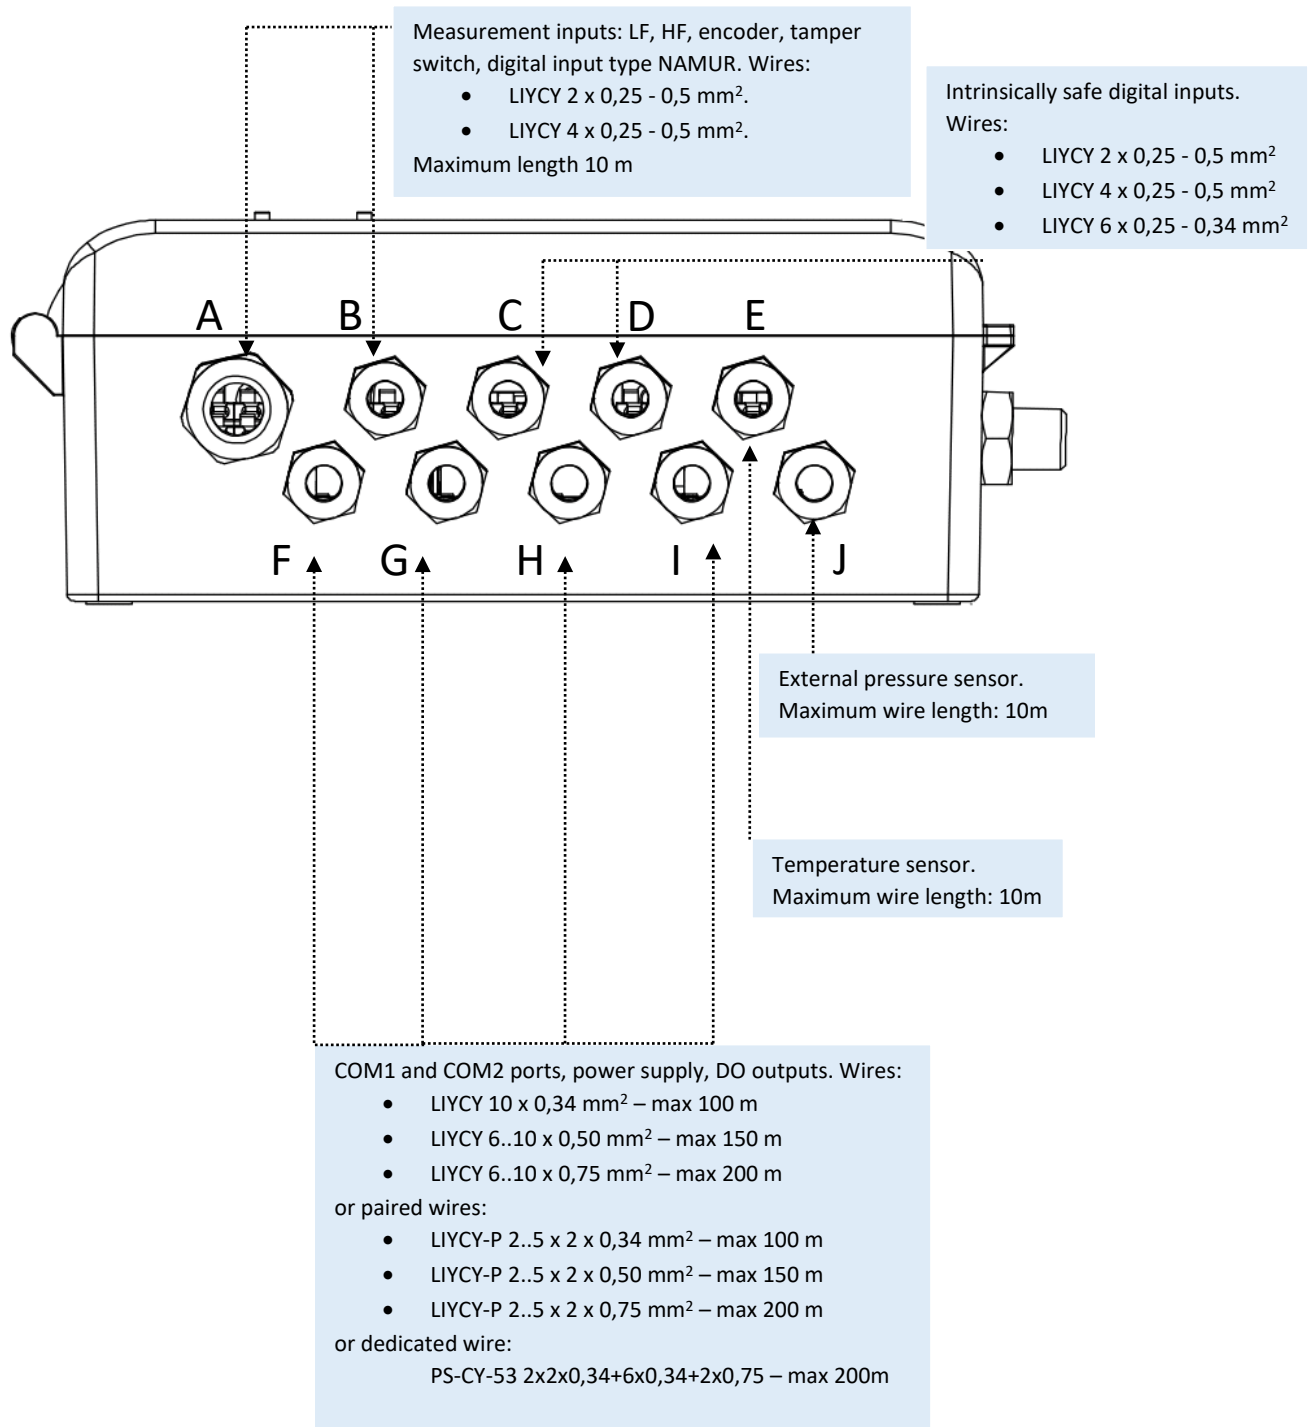 Measurement inputs: LF, HF, encoder, tamper
switch, digital input type NAMUR. Wires:
• LIYCY 2 x 0,25 - 0,5 mm².
• LIYCY 4 x 0,25 - 0,5 mm².
Maximum length 10 m
Intrinsically safe digital inputs.
Wires:
• LIYCY 2 x 0,25 - 0,5 mm²
• LIYCY 4 x 0,25 - 0,5 mm²
• LIYCY 6 x 0,25 - 0,34 mm²
A B C D E
F G H I J
External pressure sensor.
Maximum wire length: 10m
Temperature sensor.
Maximum wire length: 10m
COM1 and COM2 ports, power supply, DO outputs. Wires:
• LIYCY 10 x 0,34 mm² – max 100 m
• LIYCY 6..10 x 0,50 mm² – max 150 m
• LIYCY 6..10 x 0,75 mm² – max 200 m
or paired wires:
• LIYCY-P 2..5 x 2 x 0,34 mm² – max 100 m
• LIYCY-P 2..5 x 2 x 0,50 mm² – max 150 m
• LIYCY-P 2..5 x 2 x 0,75 mm² – max 200 m
or dedicated wire:
PS-CY-53 2x2x0,34+6x0,34+2x0,75 – max 200m